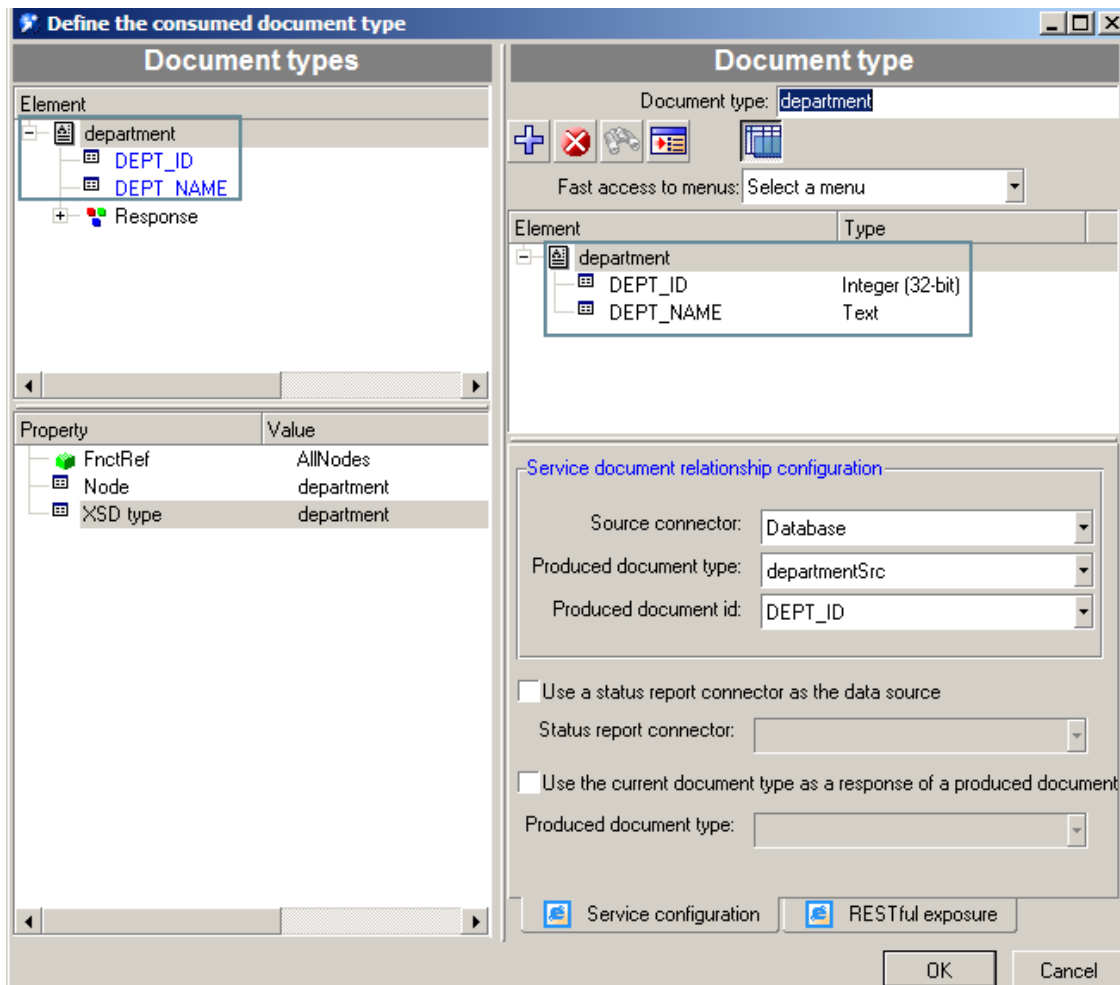 Define the consumed document type
Document types
Element
department
DEPT_ID
DEPT_NAME
Response
Property Value
FnctRef AllNodes
Node department
XSD type department
Document type
Document type: department
Fast access to menus: Select a menu
Element Type
department
DEPT_ID Integer (32-bit)
DEPT_NAME Text
Service document relationship configuration
Source connector: Database
Produced document type: departmentSrc
Produced document id: DEPT_ID
Use a status report connector as the data source
Status report connector:
Use the current document type as a response of a produced document
Produced document type:
Service configuration RESTful exposure
OK Cancel